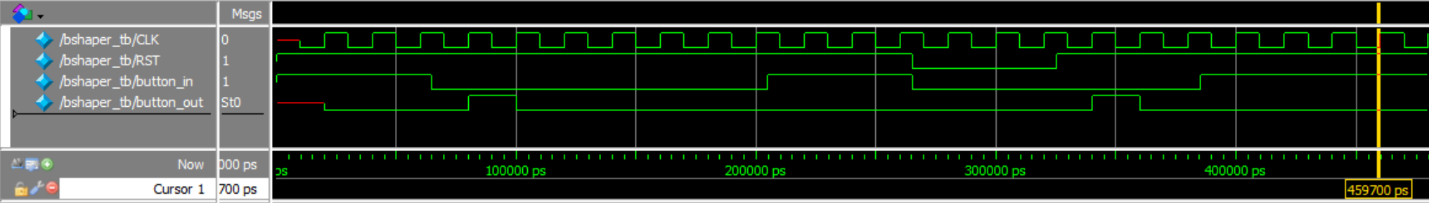 Msgs
/bshaper_tb/CLK 0
/bshaper_tb/RST 1
/bshaper_tb/button_in 1
/bshaper_tb/button_out St0
Now 000 ps ps 100000 ps 200000 ps 300000 ps 400000 ps
Cursor 1 700 ps 459700 ps